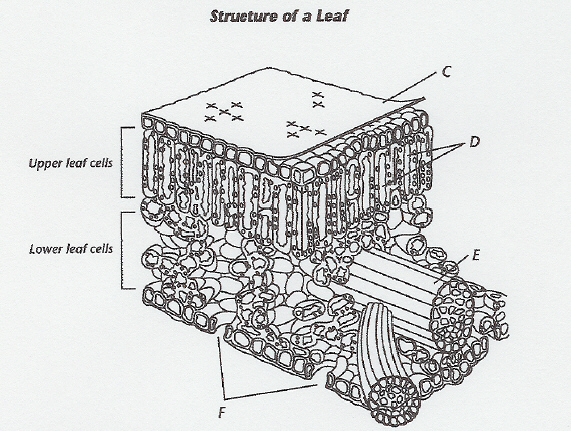 Structure of a Leaf
C
D
Upper leaf cells
Lower leaf cells
E
F